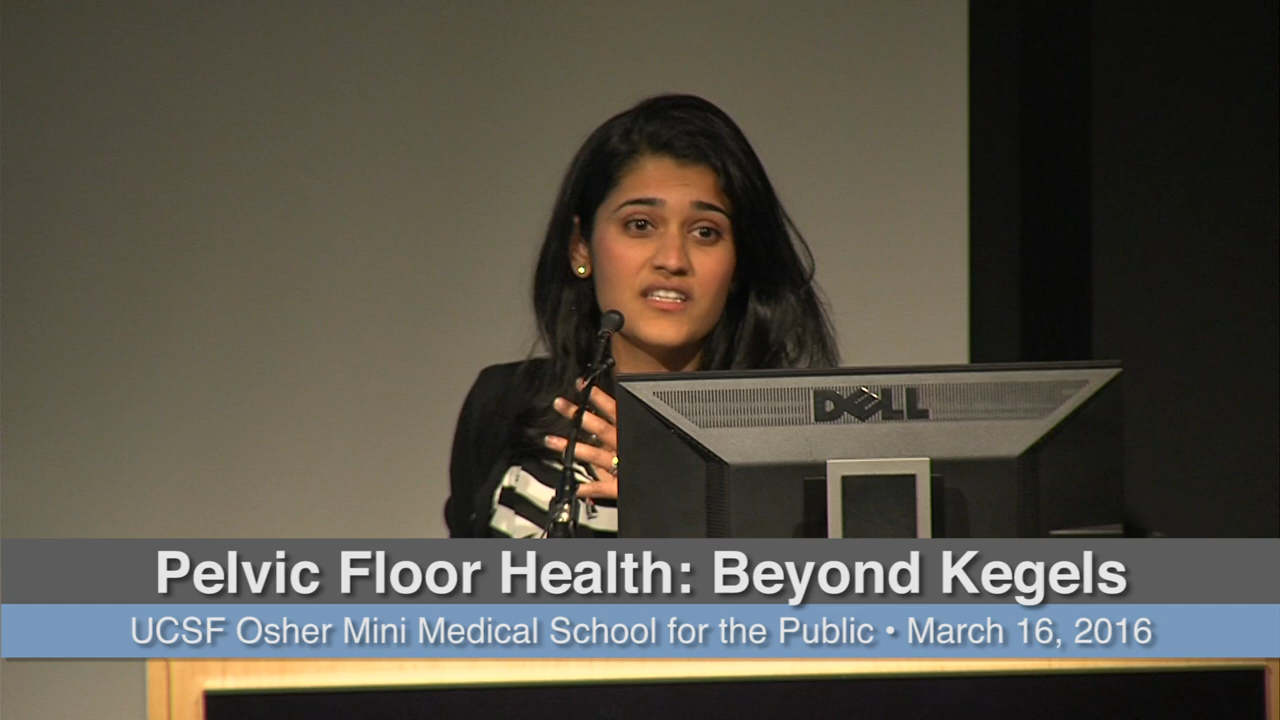 DELL
Pelvic Floor Health: Beyond Kegels
UCSF Osher Mini Medical School for the Public • March 16, 2016